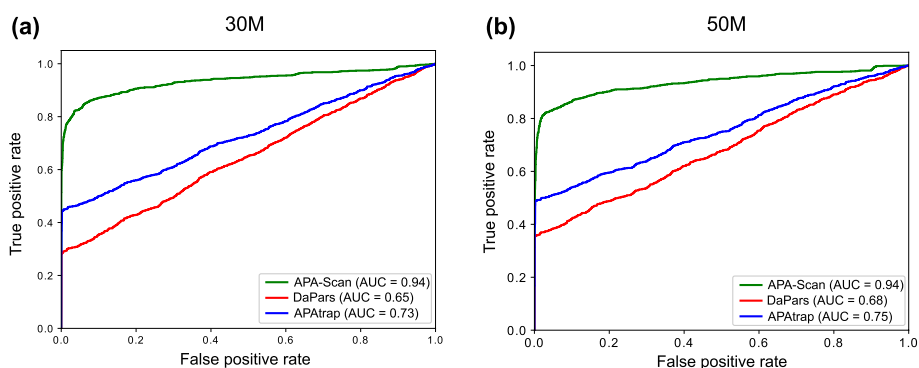 (a)
30M
True positive rate
1.0
0.8
0.6
0.4
0.2
0.0
APA-Scan (AUC = 0.94)
DaPars (AUC = 0.65)
APAtrap (AUC = 0.73)
0.0 0.2 0.4 0.6 0.8 1.0
False positive rate
(b)
50M
True positive rate
1.0
0.8
0.6
0.4
0.2
0.0
APA-Scan (AUC = 0.94)
DaPars (AUC = 0.68)
APAtrap (AUC = 0.75)
0.0 0.2 0.4 0.6 0.8 1.0
False positive rate